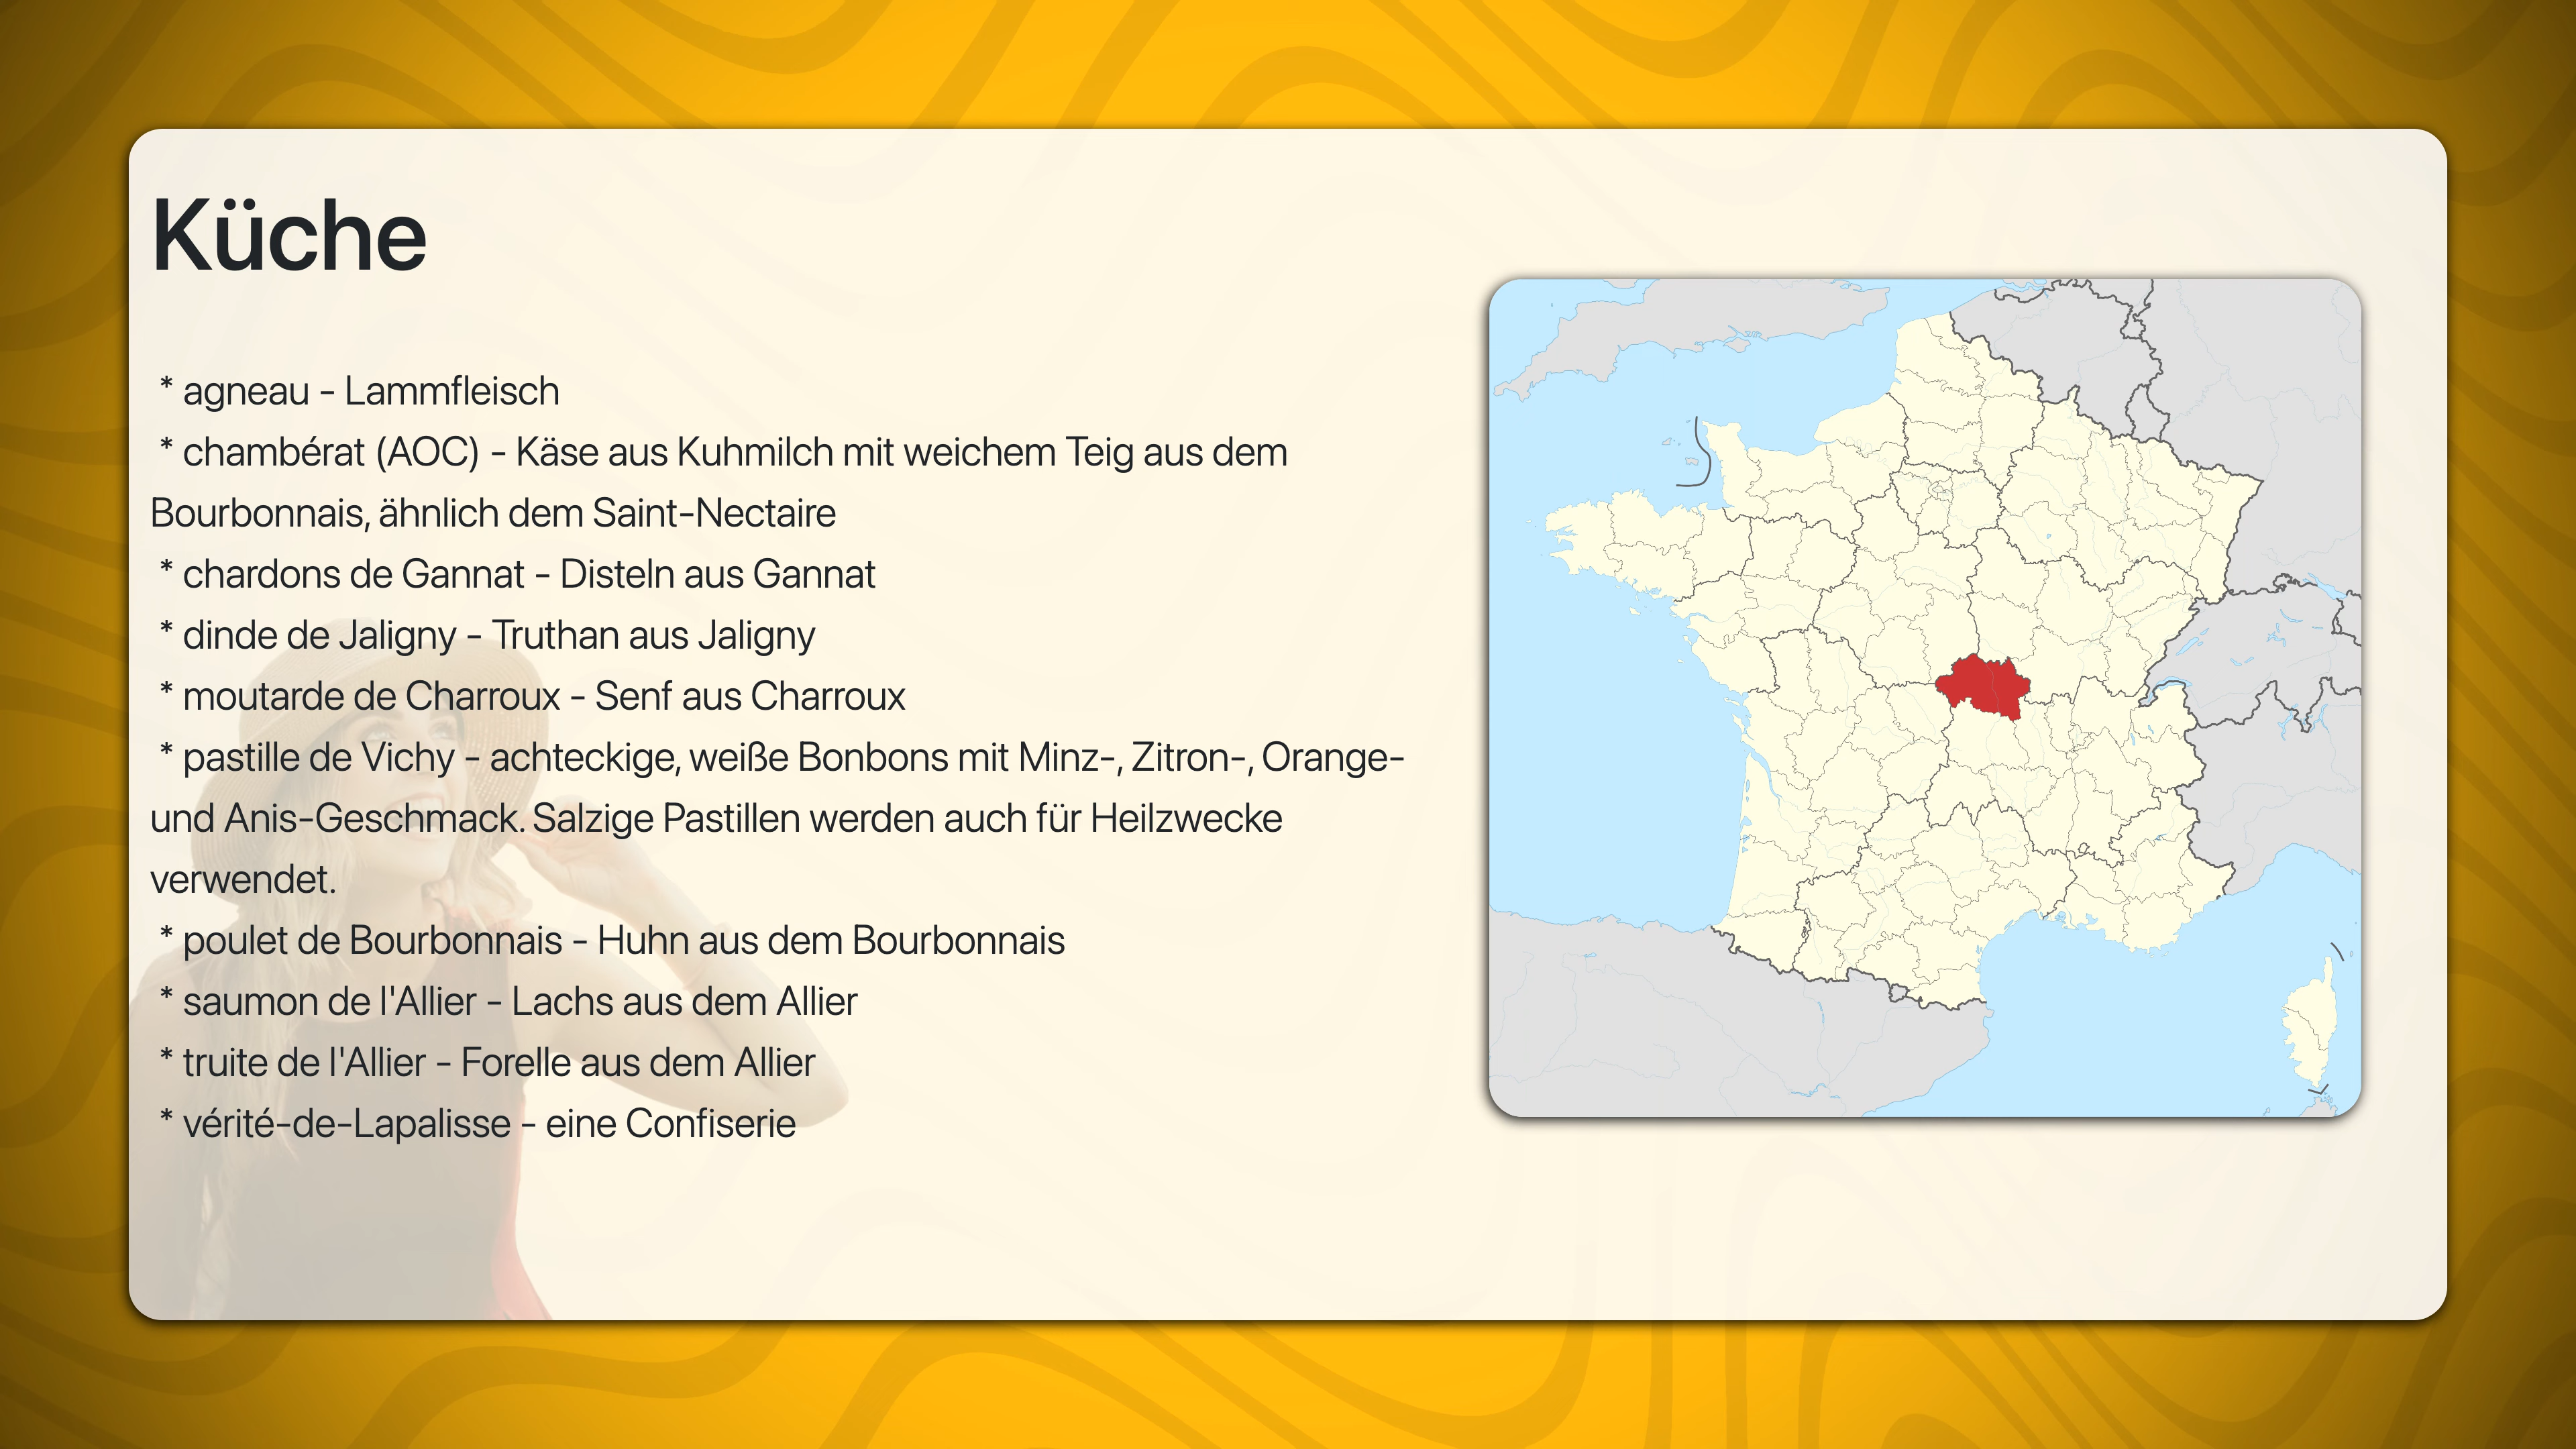 Küche
* agneau - Lammfleisch
* chambérat (AOC) - Käse aus Kuhmilch mit weichem Teig aus dem
Bourbonnais, ähnlich dem Saint-Nectaire
* chardons de Gannat - Disteln aus Gannat
* dinde de Jaligny - Truthan aus Jaligny
* moutarde de Charroux - Senf aus Charroux
* pastille de Vichy - achteckige, weiße Bonbons mit Minz-, Zitron-, Orange-
und Anis-Geschmack. Salzige Pastillen werden auch für Heilzwecke
verwendet.
* poulet de Bourbonnais - Huhn aus dem Bourbonnais
* saumon de l'Allier - Lachs aus dem Allier
* truite de l'Allier - Forelle aus dem Allier
* vérité-de-Lapalisse - eine Confiserie